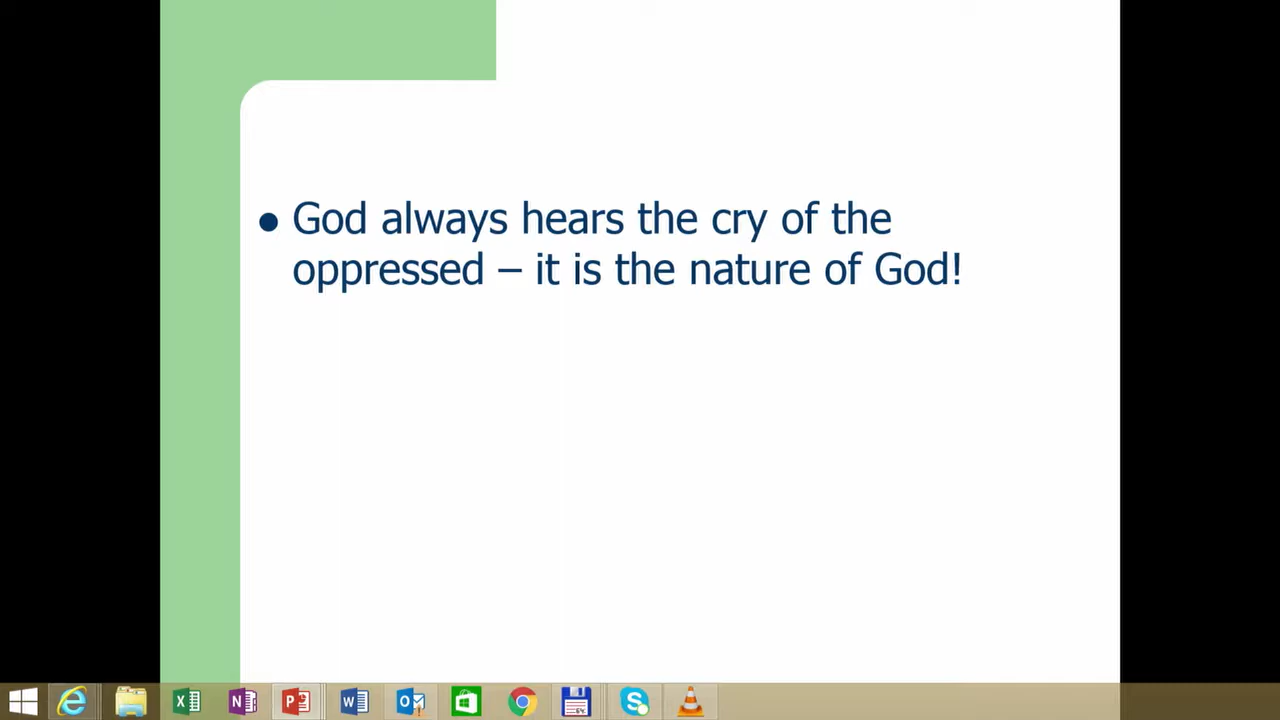 ● God always hears the cry of the
oppressed – it is the nature of God!